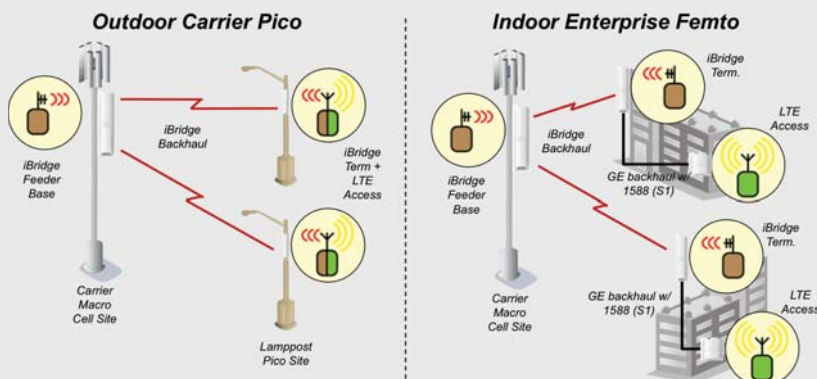 Outdoor Carrier Pico
iBridge
Feeder
Base
iBridge
Backhaul
iBridge
Term +
LTE
Access
Carrier
Macro
Cell Site
Lamppost
Pico Site
Indoor Enterprise Femto
iBridge
Feeder
Base
iBridge
Backhaul
iBridge
Term.
LTE
Access
GE backhaul w/
1588 (S1)
iBridge
Term.
GE backhaul w/
1588 (S1)
LTE
Access
Carrier
Macro
Cell Site